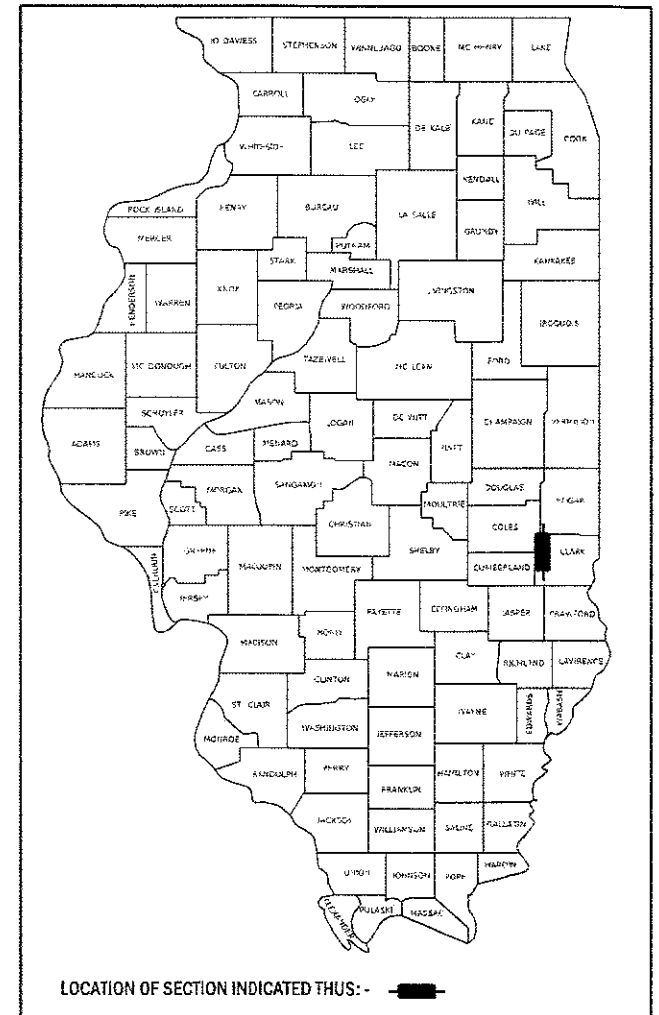 JO DAVIESS STEPHENSON WINNEBAGO BOONE MC HENRY LAKE
CARROLL OGLE DE KALB KANE DU PAGE COOK
WHITESIDE LEE KENDALL WILL
ROCK ISLAND HENRY BUREAU LA SALLE GRUNDY
MERCER PUTNAM KANKAKEE
STARK MARSHALL
HENDERSON WARREN KNOX PEORIA WOODFORD LIVINGSTON IROQUOIS
HANCOCK MC DONOUGH FULTON TAZEWELL MC LEAN FORD
SCHUYLER MASON LOGAN DE WITT CHAMPAIGN VERMILION
ADAMS BROWN CASS MENARD MACON PIATT
PIKE SCOTT MORGAN SANGAMON CHRISTIAN MOULTRIE DOUGLAS EDGAR
COLES
CALHOUN GREENE MACOUPIN MONTGOMERY SHELBY CUMBERLAND CLARK
JERSEY FAYETTE EFFINGHAM JASPER CRAWFORD
MADISON BOND CLAY RICHLAND LAWRENCE
CLINTON MARION
ST. CLAIR WASHINGTON JEFFERSON WAYNE EDWARDS WABASH
MONROE
RANDOLPH PERRY HAMILTON WHITE
FRANKLIN
JACKSON WILLIAMSON SALINE GALLATIN
UNION JOHNSON POPE HARDIN
ALEXANDER PULASKI MASSAC
LOCATION OF SECTION INDICATED THUS: -